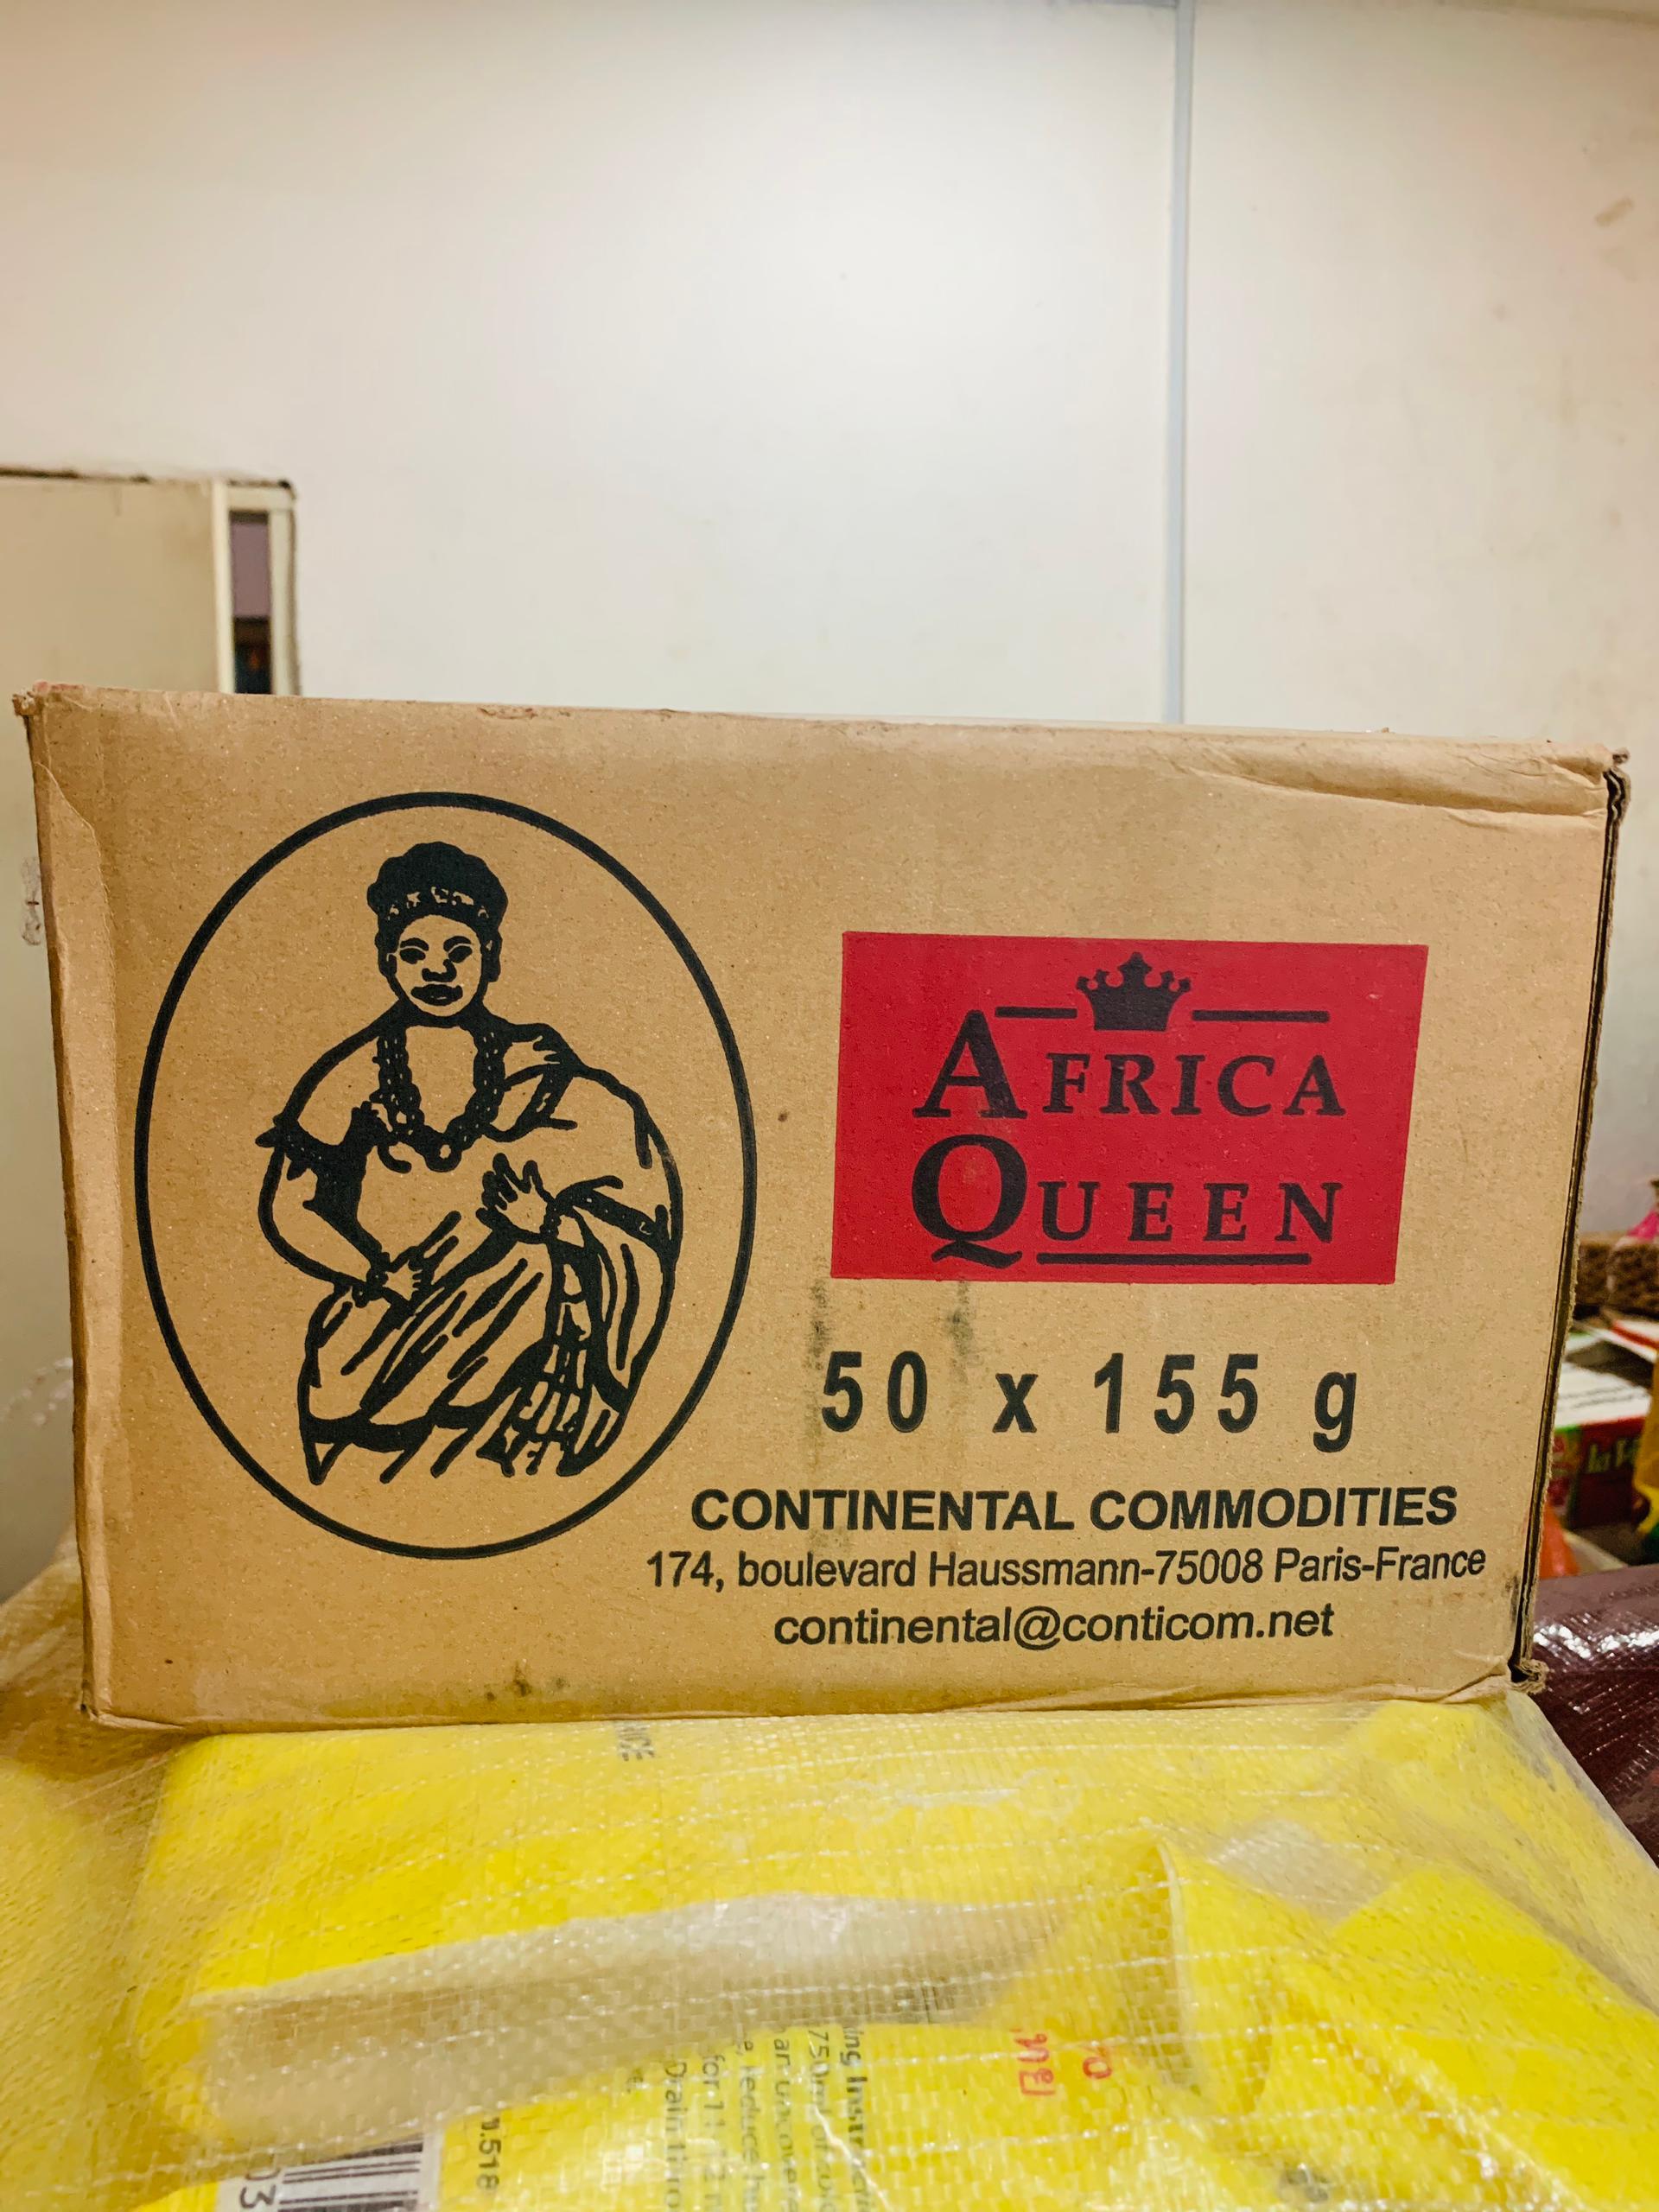 AFRICA
QUEEN
50 x 155 g
CONTINENTAL COMMODITIES
174, boulevard Haussmann-75008 Paris-France
continental@conticom.net